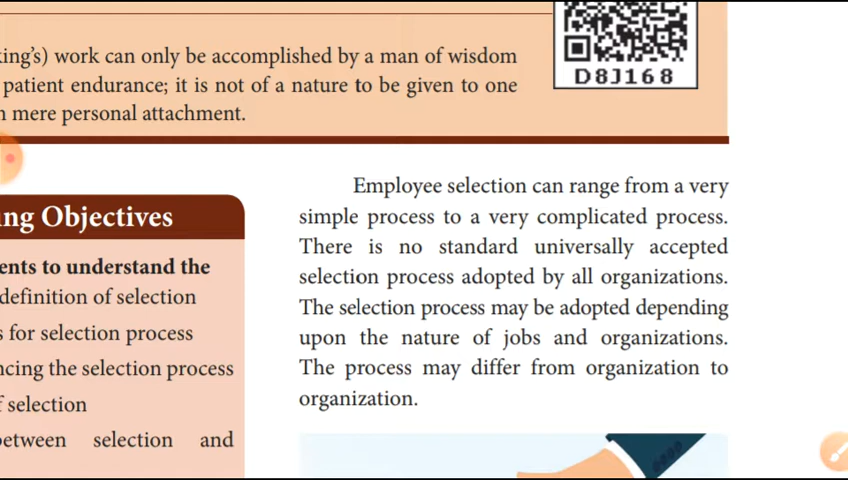 king's) work can only be accomplished by a man of wisdom
patient endurance; it is not of a nature to be given to one
mere personal attachment.
D8J168
Objectives
to understand the
definition of selection
for selection process
the selection process
selection
between selection and
Employee selection can range from a very
simple process to a very complicated process.
There is no standard universally accepted
selection process adopted by all organizations.
The selection process may be adopted depending
upon the nature of jobs and organizations.
The process may differ from organization to
organization.